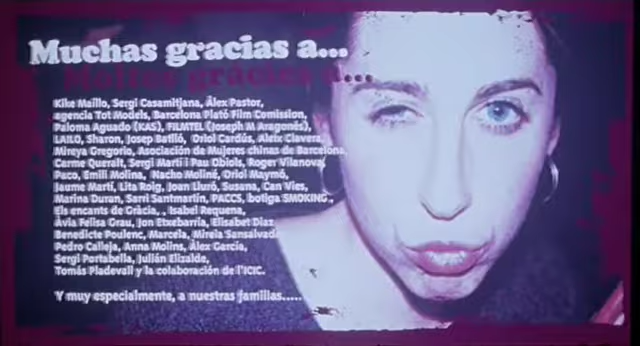 Muchas gracias a...
Moltes gràcies a...
Kike Maíllo, Sergi Casamitjana, Àlex Pastor,
agencia Tot Models, Barcelona Plató Film Comission,
Paloma Aguado (KAS), FILMTEL (Joseph M Aragonés),
LAILO, Sharon, Josep Batlló, Oriol Cardús, Aleix Clavera,
Mireya Gregorio, Asociación de Mujeres chinas de Barcelona,
Carme Queralt, Sergi Martí i Pau Obiols, Roger Vilanova,
Paco, Emili Molina, Nacho Moliné, Oriol Maymó,
Jaume Martí, Lita Roig, Joan Lluró, Susana, Can Vies,
Marina Duran, Sarri Santmartín, PACCS, botiga SMOKING.,
Els encants de Gràcia, , Isabel Requena,
Àvia Felisa Grau, Jon Etxebarria, Elisabet Diaz
Benedicte Poulenc, Marcela, Mireia Sansalvador
Pedro Calleja, Anna Molins, Àlex García,
Sergi Portabella, Julián Elizalde,
Tomás Pladevall y la colaboración de l'ICIC.
Y muy especialmente, a nuestras familias.....